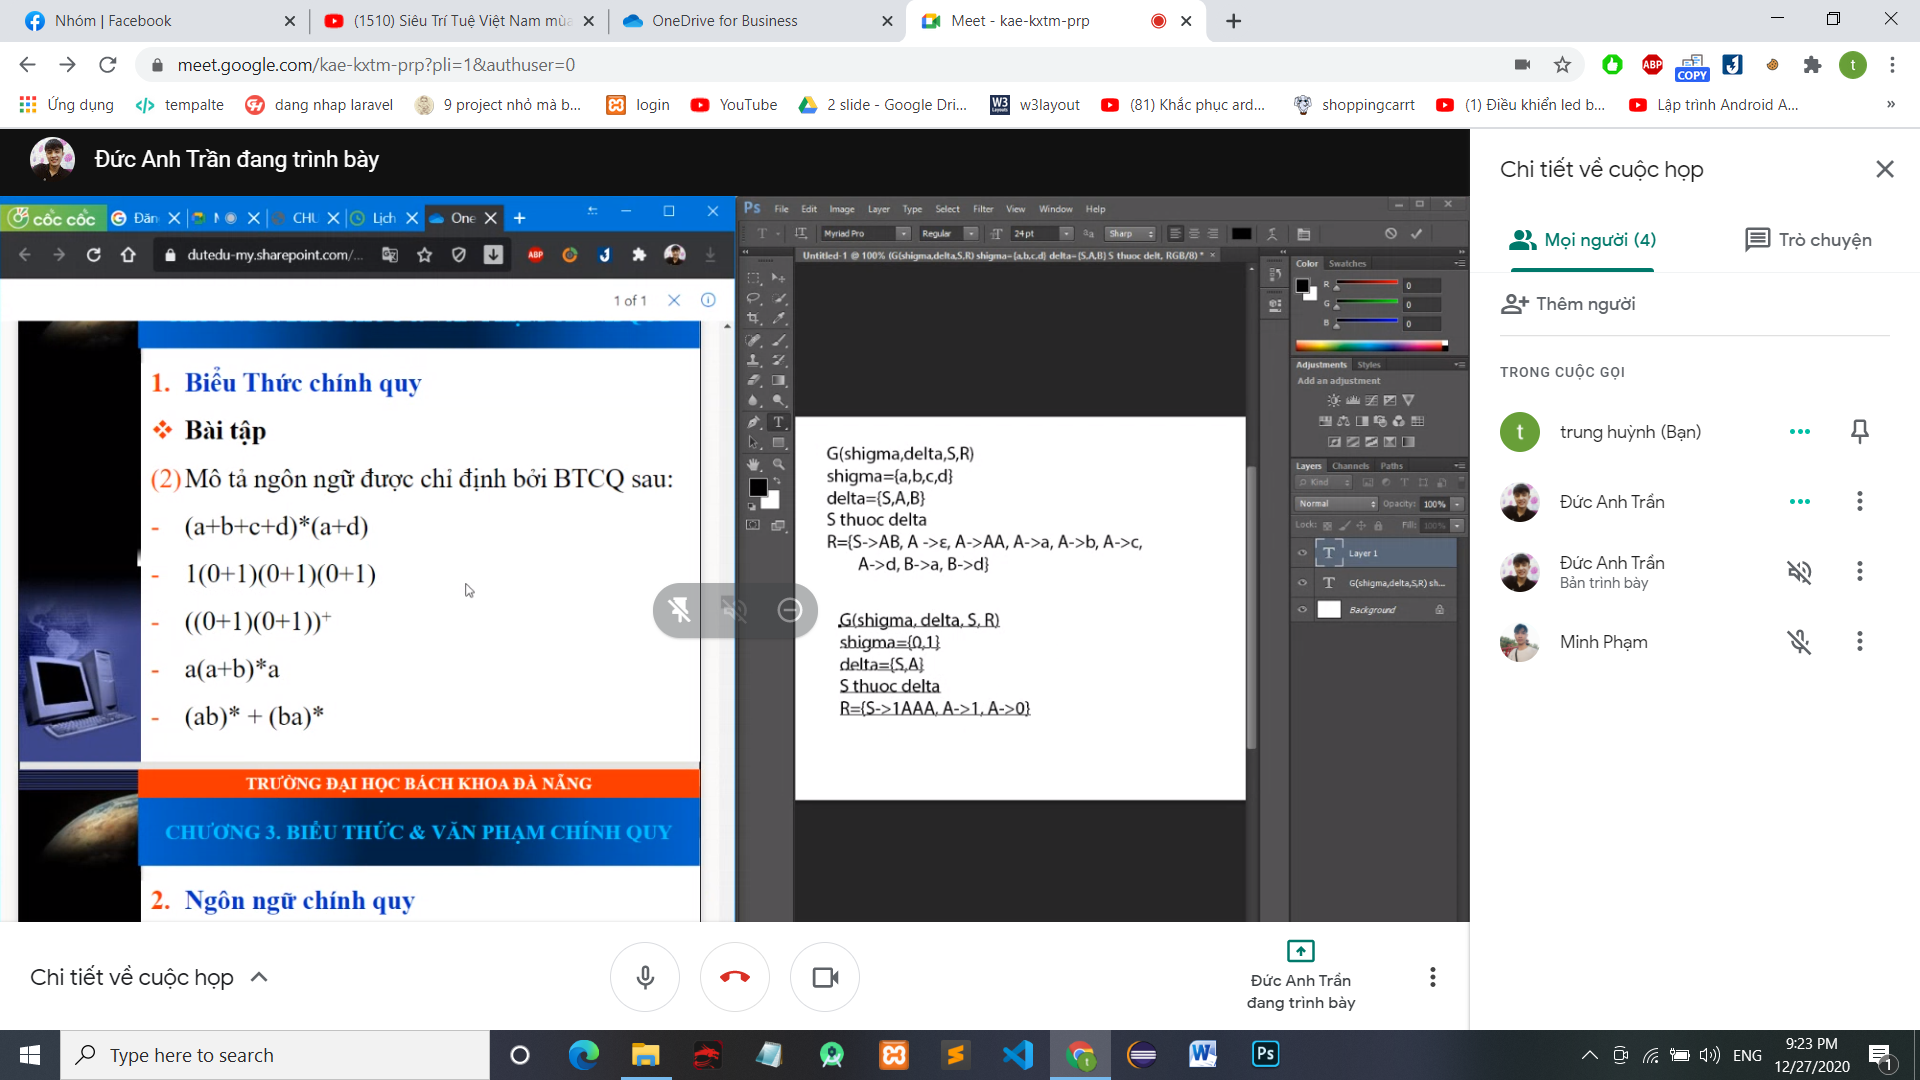 Nhóm | Facebook
(1510) Siêu Trí Tuệ Việt Nam mùa
OneDrive for Business
Meet - kae-kxtm-prp
meet.google.com/kae-kxtm-prp?pli=1&authuser=0
ABP
COPY
t
Ứng dụng
tempalte
dang nhap laravel
9 project nhỏ mà b...
login
YouTube
2 slide - Google Dri...
w3layout
(81) Khắc phục ard...
shoppingcarrt
(1) Điều khiển led b...
Lập trình Android A...
»
Đức Anh Trần đang trình bày
cốc cốc
Đăn
CHU
Lịch
One
dutedu-my.sharepoint.com/...
ABP
1 of 1
1. Biểu Thức chính quy
Bài tập
(2) Mô tả ngôn ngữ được chỉ định bởi BTCQ sau:
- (a+b+c+d)*(a+d)
- 1(0+1)(0+1)(0+1)
- ((0+1)(0+1))⁺
- a(a+b)*a
- (ab)* + (ba)*
TRƯỜNG ĐẠI HỌC BÁCH KHOA ĐÀ NẴNG
CHƯƠNG 3. BIỂU THỨC & VĂN PHẠM CHÍNH QUY
2. Ngôn ngữ chính quy
Ps File Edit Image Layer Type Select Filter View Window Help
Myriad Pro
Regular
24 pt
Sharp
Untitled-1 @ 100% (G(shigma,delta,S,R) shigma={a,b,c,d} delta={S,A,B} S thuoc delt, RGB/8) *
G(shigma,delta,S,R)
shigma={a,b,c,d}
delta={S,A,B}
S thuoc delta
R={S->AB, A ->ε, A->AA, A->a, A->b, A->c,
A->d, B->a, B->d}
G(shigma, delta, S, R)
shigma={0,1}
delta={S,A}
S thuoc delta
R={S->1AAA, A->1, A->0}
Color
Swatches
R 0
G 0
B 0
Adjustments
Styles
Add an adjustment
Layers
Channels
Paths
Kind
Normal
Opacity: 100%
Lock:
Fill: 100%
Layer 1
G(shigma,delta,S,R) sh...
Background
Chi tiết về cuộc họp
Mọi người (4)
Trò chuyện
Thêm người
TRONG CUỘC GỌI
t
trung huỳnh (Bạn)
Đức Anh Trần
Đức Anh Trần
Bản trình bày
Minh Phạm
Chi tiết về cuộc họp
Đức Anh Trần
đang trình bày
Type here to search
ENG
9:23 PM
12/27/2020
1